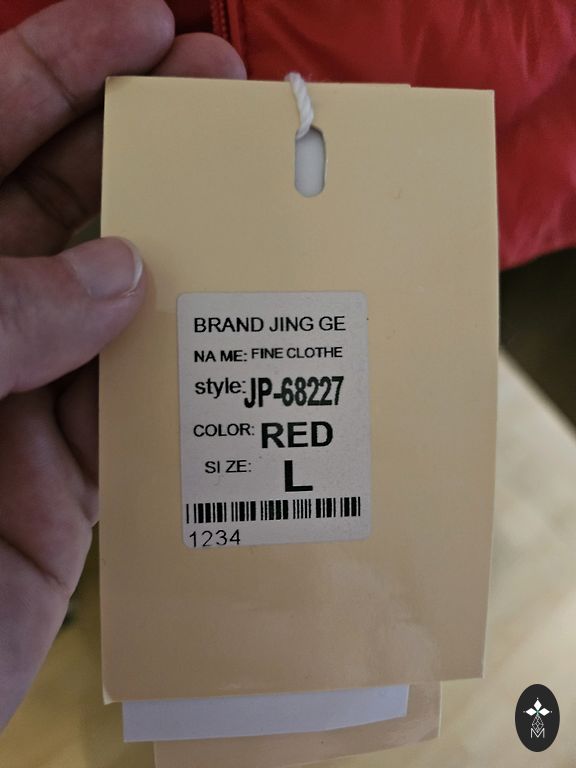 BRAND JING GE
NA ME: FINE CLOTHE
style: JP-68227
COLOR: RED
SI ZE: L
1234
M